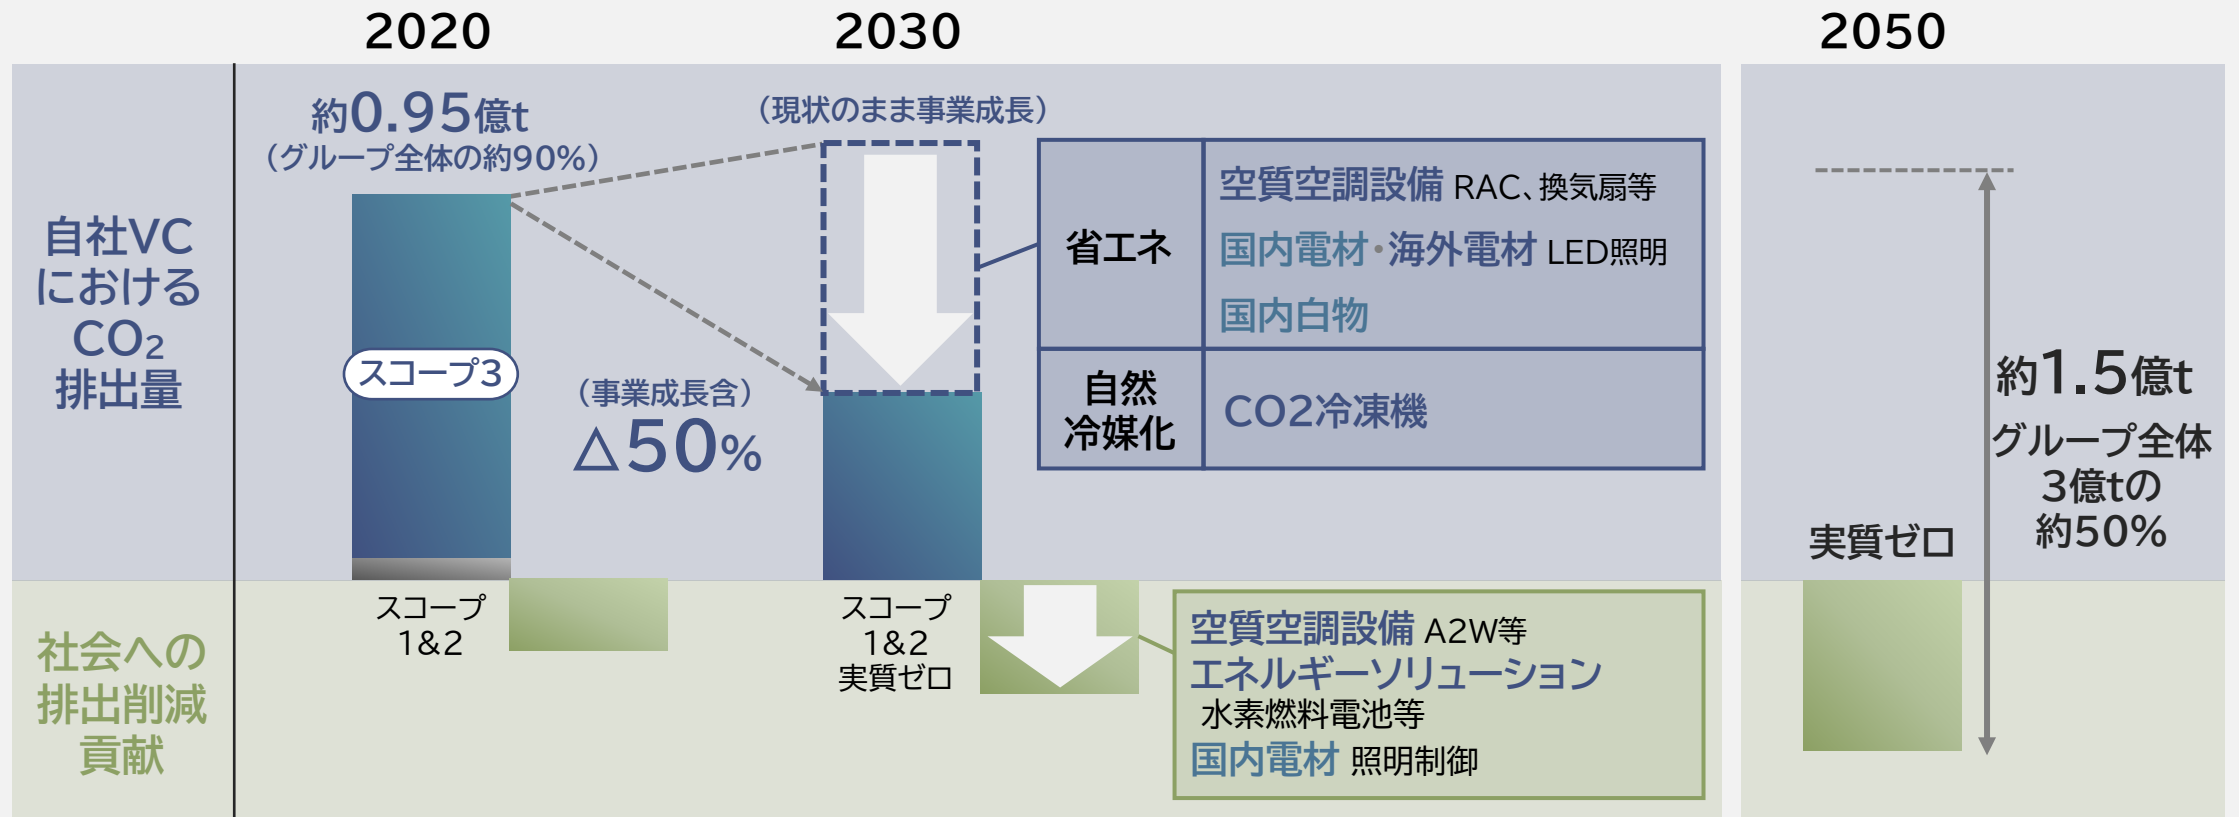 2020
2030
2050
自社VC
における
CO₂
排出量
約0.95億t
（グループ全体の約90%）
スコープ3
スコープ
1&2
（現状のまま事業成長）
（事業成長含）
△50%
スコープ
1&2
実質ゼロ
省エネ
空質空調設備 RAC、換気扇等
国内電材・海外電材 LED照明
国内白物
自然
冷媒化
CO2冷凍機
約1.5億t
グループ全体
3億tの
約50%
実質ゼロ
社会への
排出削減
貢献
空質空調設備 A2W等
エネルギーソリューション
水素燃料電池等
国内電材 照明制御